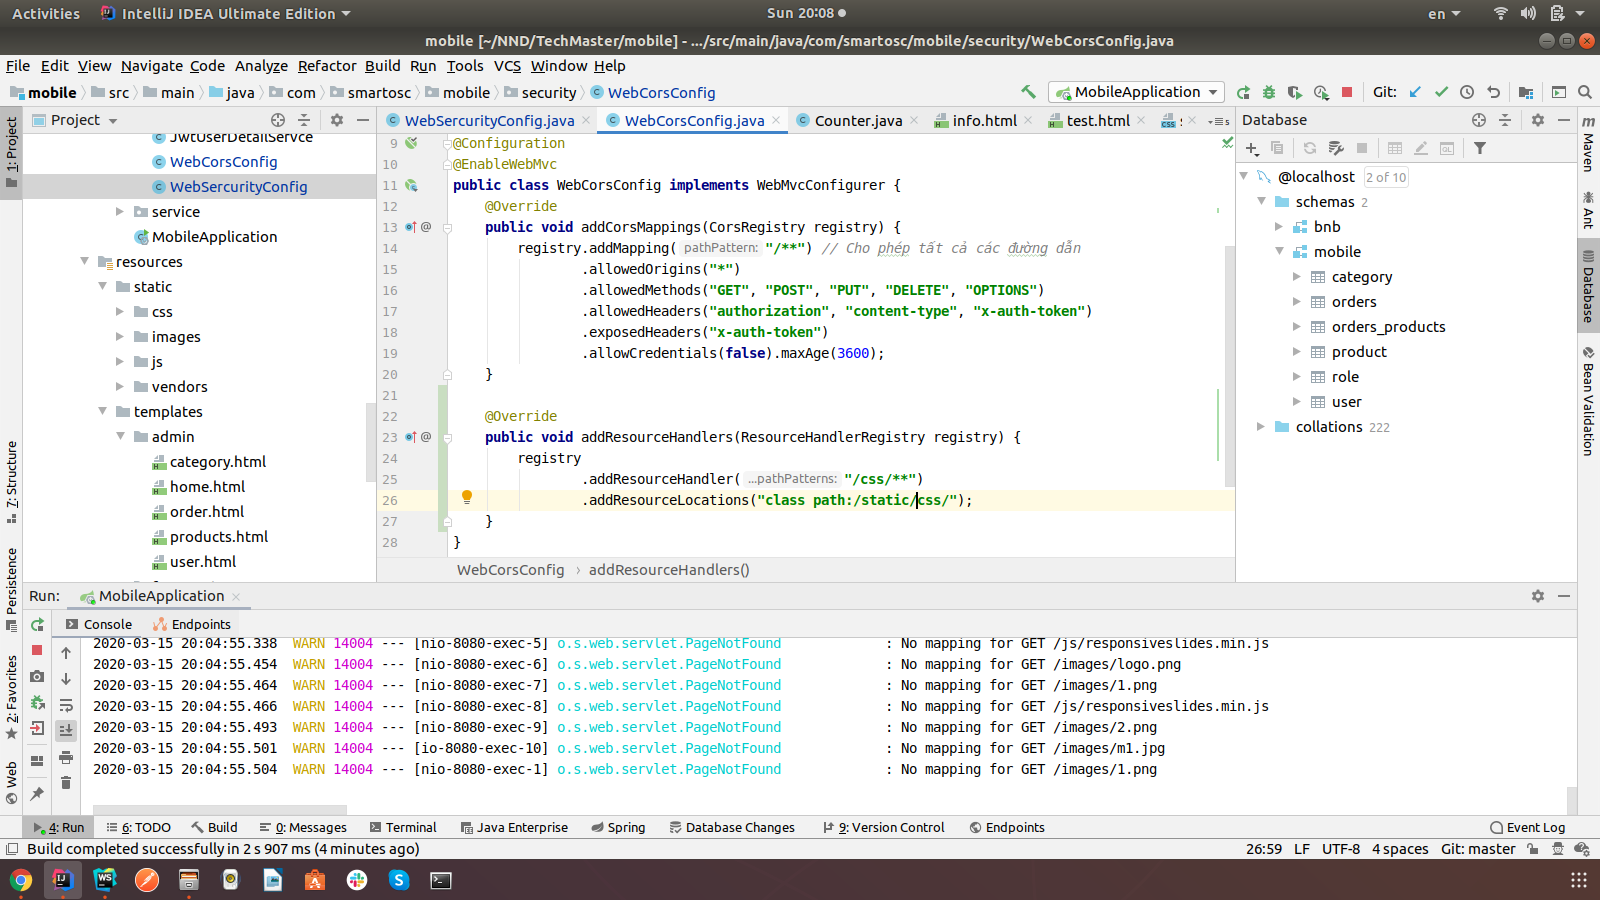 Activities
IntelliJ IDEA Ultimate Edition
Sun 20:08
en
mobile [~/NND/TechMaster/mobile] - .../src/main/java/com/smartosc/mobile/security/WebCorsConfig.java
File Edit View Navigate Code Analyze Refactor Build Run Tools VCS Window Help
mobile
src
main
java
com
smartosc
mobile
security
WebCorsConfig
MobileApplication
Git:
1: Project
7: Structure
Persistence
2: Favorites
Web
Project
JwtUserDetailService
WebCorsConfig
WebSercurityConfig
service
MobileApplication
resources
static
css
images
js
vendors
templates
admin
category.html
home.html
order.html
products.html
user.html
WebSercurityConfig.java
WebCorsConfig.java
Counter.java
info.html
test.html
9 @Configuration
10 @EnableWebMvc
11 public class WebCorsConfig implements WebMvcConfigurer {
12 @Override
13 @ public void addCorsMappings(CorsRegistry registry) {
14 registry.addMapping( pathPattern: "/**") // Cho phép tất cả các đường dẫn
15 .allowedOrigins("*")
16 .allowedMethods("GET", "POST", "PUT", "DELETE", "OPTIONS")
17 .allowedHeaders("authorization", "content-type", "x-auth-token")
18 .exposedHeaders("x-auth-token")
19 .allowCredentials(false).maxAge(3600);
20 }
21
22 @Override
23 @ public void addResourceHandlers(ResourceHandlerRegistry registry) {
24 registry
25 .addResourceHandler( ...pathPatterns: "/css/**")
26 .addResourceLocations("class path:/static/css/");
27 }
28 }
WebCorsConfig › addResourceHandlers()
Database
@localhost 2 of 10
schemas 2
bnb
mobile
category
orders
orders_products
product
role
user
collations 222
Maven
Ant
Database
Bean Validation
Run: MobileApplication
Console
Endpoints
2020-03-15 20:04:55.338 WARN 14004 --- [nio-8080-exec-5] o.s.web.servlet.PageNotFound : No mapping for GET /js/responsiveslides.min.js
2020-03-15 20:04:55.454 WARN 14004 --- [nio-8080-exec-6] o.s.web.servlet.PageNotFound : No mapping for GET /images/logo.png
2020-03-15 20:04:55.464 WARN 14004 --- [nio-8080-exec-7] o.s.web.servlet.PageNotFound : No mapping for GET /images/1.png
2020-03-15 20:04:55.466 WARN 14004 --- [nio-8080-exec-8] o.s.web.servlet.PageNotFound : No mapping for GET /js/responsiveslides.min.js
2020-03-15 20:04:55.493 WARN 14004 --- [nio-8080-exec-9] o.s.web.servlet.PageNotFound : No mapping for GET /images/2.png
2020-03-15 20:04:55.501 WARN 14004 --- [io-8080-exec-10] o.s.web.servlet.PageNotFound : No mapping for GET /images/m1.jpg
2020-03-15 20:04:55.504 WARN 14004 --- [nio-8080-exec-1] o.s.web.servlet.PageNotFound : No mapping for GET /images/1.png
4: Run
6: TODO
Build
0: Messages
Terminal
Java Enterprise
Spring
Database Changes
9: Version Control
Endpoints
Event Log
Build completed successfully in 2 s 907 ms (4 minutes ago)
26:59 LF UTF-8 4 spaces Git: master